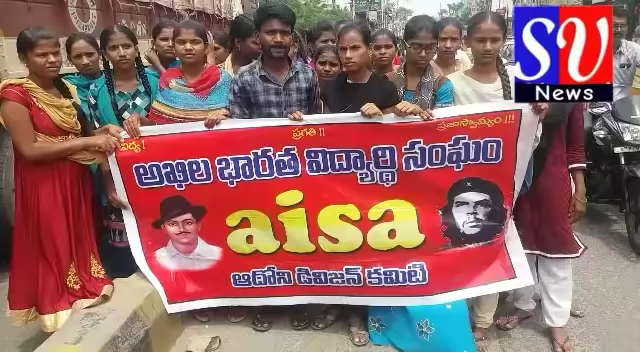 SV
News
విద్య! ప్రగతి !! ప్రజాస్వామ్యం !!!
అఖిల భారత విద్యార్థి సంఘం
aisa
ఆదోని డివిజన్ కమిటీ